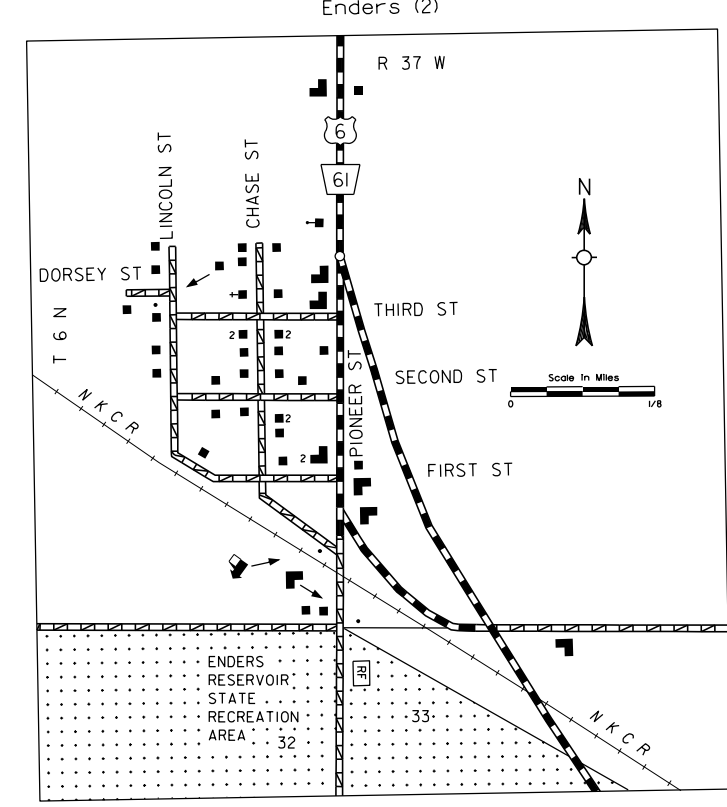 Enders (2)
R 37 W
6
61
LINCOLN ST
CHASE ST
N
DORSEY ST
THIRD ST
T 6 N
2
2
PIONEER ST
SECOND ST
Scale in Miles
0 1/8
NKCR
2
2
FIRST ST
ENDERS
RESERVOIR
STATE
RECREATION
AREA
32
RF
33
NKCR